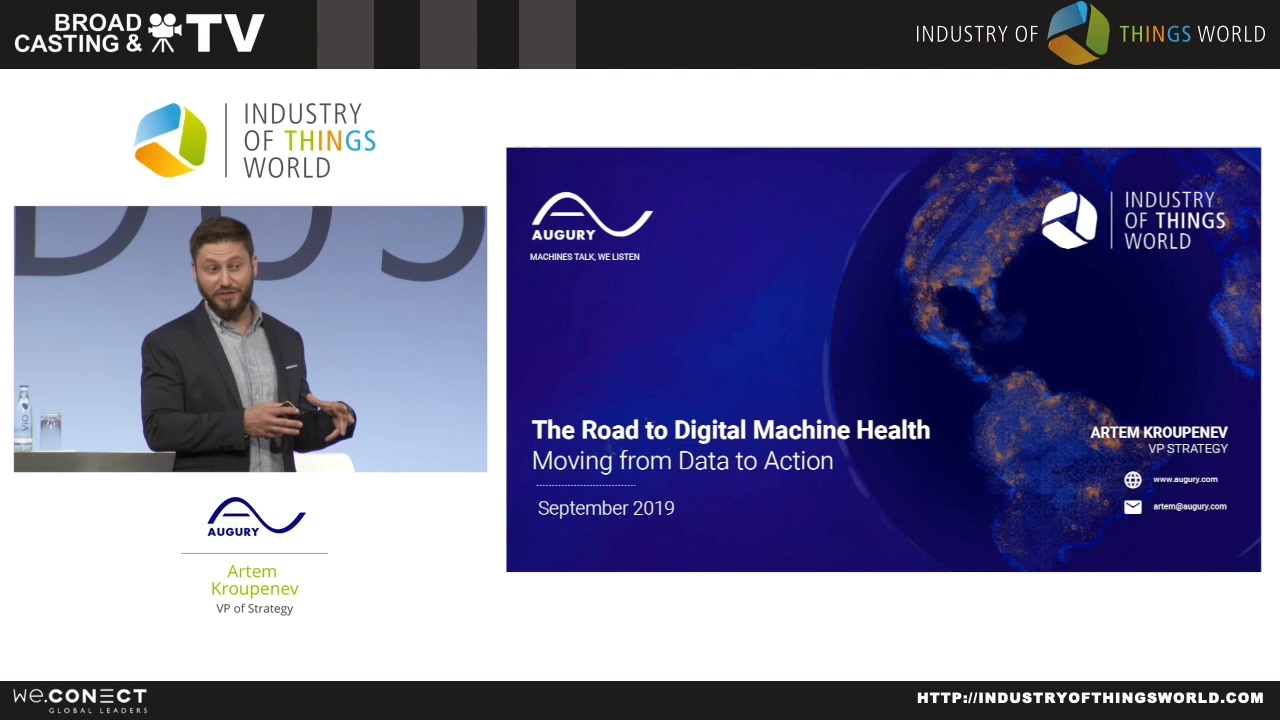 BROAD
CASTING & TV
INDUSTRY OF THINGS WORLD
INDUSTRY
OF THINGS
WORLD
DUS
ViO
AUGURY
Artem
Kroupenev
VP of Strategy
AUGURY
MACHINES TALK, WE LISTEN
INDUSTRY
OF THINGS
WORLD
The Road to Digital Machine Health
Moving from Data to Action
September 2019
ARTEM KROUPENEV
VP STRATEGY
www.augury.com
artem@augury.com
we.CONECT
GLOBAL LEADERS
HTTP://INDUSTRYOFTHINGSWORLD.COM